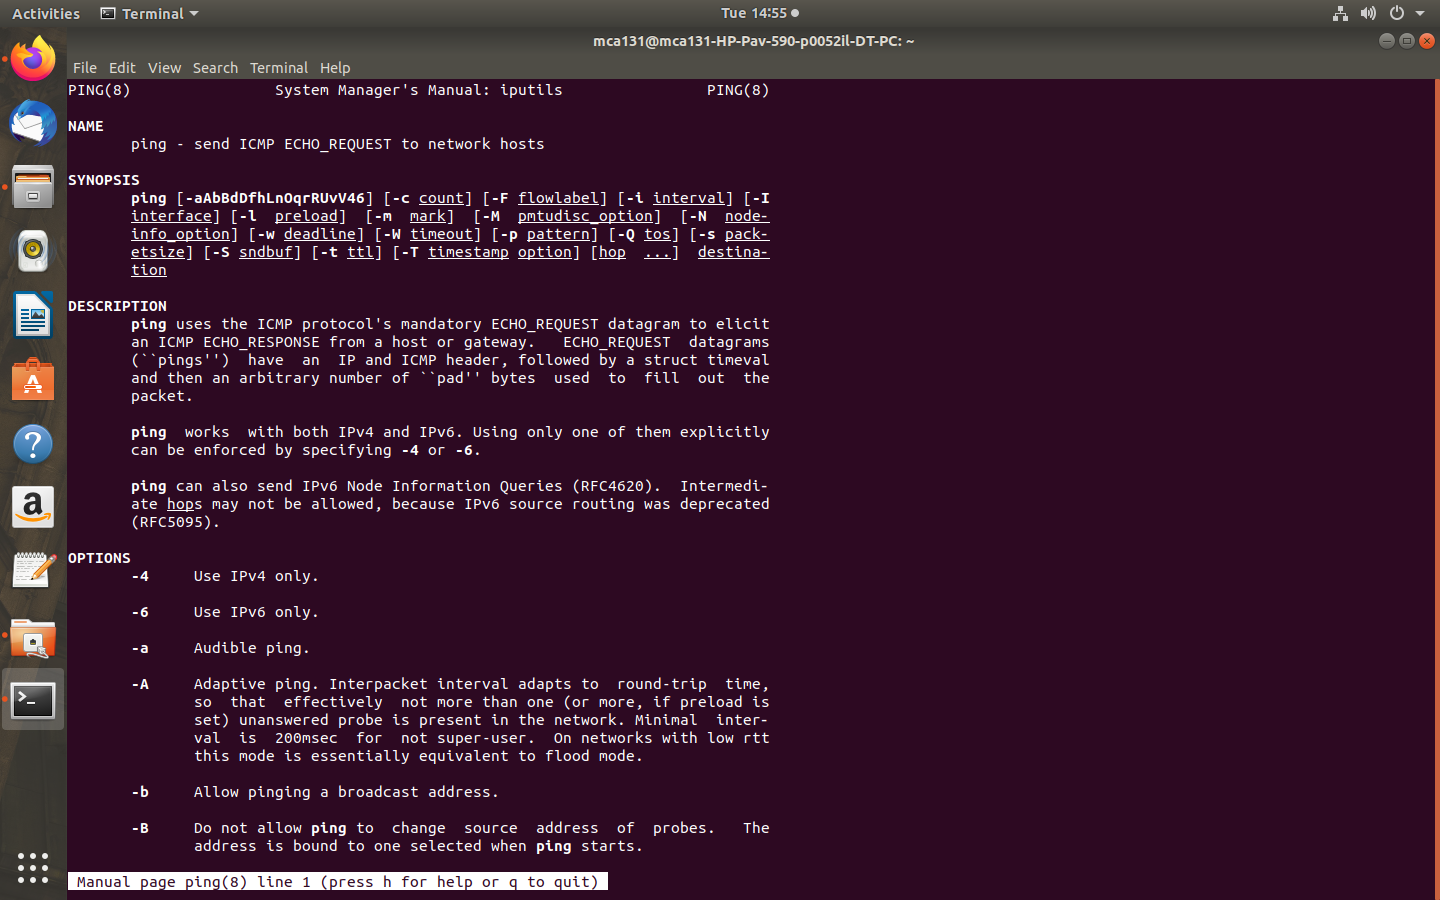 Activities Terminal Tue 14:55
mca131@mca131-HP-Pav-590-p0052il-DT-PC: ~
File Edit View Search Terminal Help
PING(8) System Manager's Manual: iputils PING(8)
NAME
ping - send ICMP ECHO_REQUEST to network hosts
SYNOPSIS
ping [-aAbBdDfhLnOqrRUvV46] [-c count] [-F flowlabel] [-i interval] [-I
interface] [-l preload] [-m mark] [-M pmtudisc_option] [-N node-
info_option] [-w deadline] [-W timeout] [-p pattern] [-Q tos] [-s pack-
etsize] [-S sndbuf] [-t ttl] [-T timestamp option] [hop ...] destina-
tion
DESCRIPTION
ping uses the ICMP protocol's mandatory ECHO_REQUEST datagram to elicit
an ICMP ECHO_RESPONSE from a host or gateway. ECHO_REQUEST datagrams
(``pings'') have an IP and ICMP header, followed by a struct timeval
and then an arbitrary number of ``pad'' bytes used to fill out the
packet.
ping works with both IPv4 and IPv6. Using only one of them explicitly
can be enforced by specifying -4 or -6.
ping can also send IPv6 Node Information Queries (RFC4620). Intermedi-
ate hops may not be allowed, because IPv6 source routing was deprecated
(RFC5095).
OPTIONS
-4 Use IPv4 only.
-6 Use IPv6 only.
-a Audible ping.
-A Adaptive ping. Interpacket interval adapts to round-trip time,
so that effectively not more than one (or more, if preload is
set) unanswered probe is present in the network. Minimal inter-
val is 200msec for not super-user. On networks with low rtt
this mode is essentially equivalent to flood mode.
-b Allow pinging a broadcast address.
-B Do not allow ping to change source address of probes. The
address is bound to one selected when ping starts.
Manual page ping(8) line 1 (press h for help or q to quit)